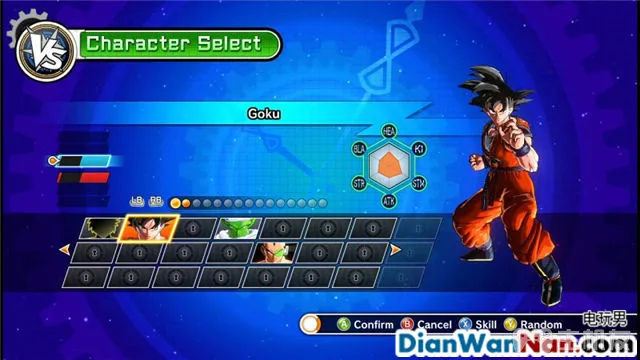 VS
Character Select
Goku
HEA
BLA
KI
STR
STX
ATK
LB RB
A Confirm B Cancel X Skill Y Random
电玩男
DianWanNan.com